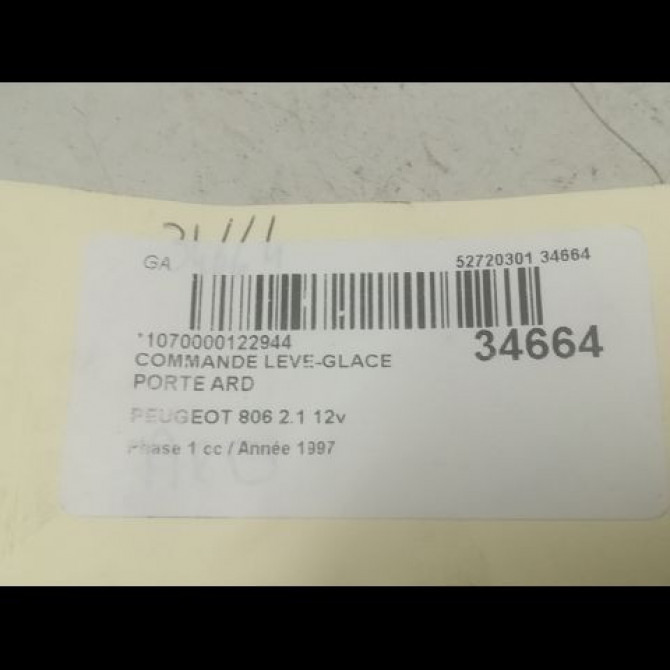 GA 52720301 34664
*1070000122944 34664
COMMANDE LEVE-GLACE
PORTE ARD
PEUGEOT 806 2.1 12v
Phase 1 cc / Année 1997